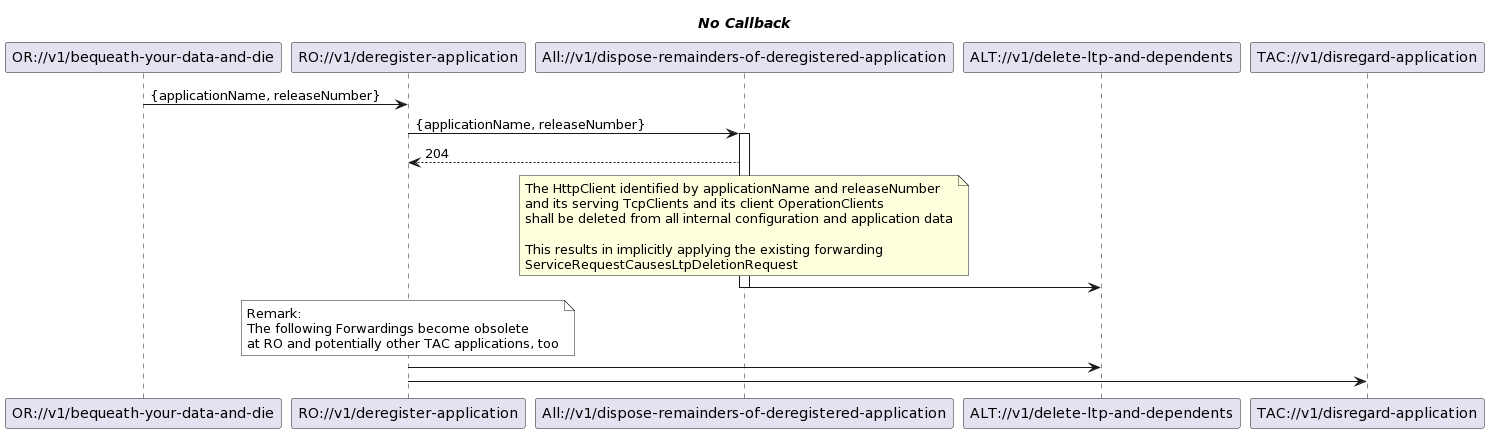 No Callback
OR://v1/bequeath-your-data-and-die
RO://v1/deregister-application
All://v1/dispose-remainders-of-deregistered-application
ALT://v1/delete-ltp-and-dependents
TAC://v1/disregard-application
{applicationName, releaseNumber}
{applicationName, releaseNumber}
204
The HttpClient identified by applicationName and releaseNumber
and its serving TcpClients and its client OperationClients
shall be deleted from all internal configuration and application data
This results in implicitly applying the existing forwarding
ServiceRequestCausesLtpDeletionRequest
Remark:
The following Forwardings become obsolete
at RO and potentially other TAC applications, too
OR://v1/bequeath-your-data-and-die
RO://v1/deregister-application
All://v1/dispose-remainders-of-deregistered-application
ALT://v1/delete-ltp-and-dependents
TAC://v1/disregard-application